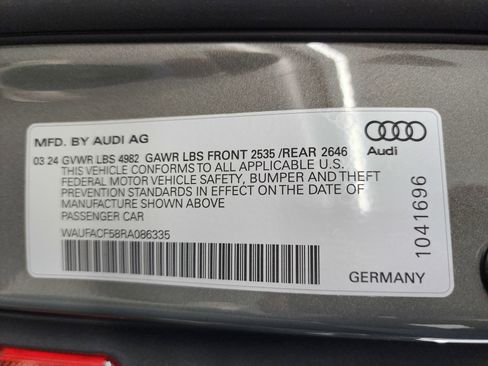 MFD. BY AUDI AG
03 24 GVWR LBS 4982 GAWR LBS FRONT 2535 /REAR 2646
THIS VEHICLE CONFORMS TO ALL APPLICABLE U.S.
FEDERAL MOTOR VEHICLE SAFETY, BUMPER AND THEFT
PREVENTION STANDARDS IN EFFECT ON THE DATE OF
MANUFACTURE SHOWN ABOVE
PASSENGER CAR
WAUFACF58RA086335
Audi
1041696
GERMANY